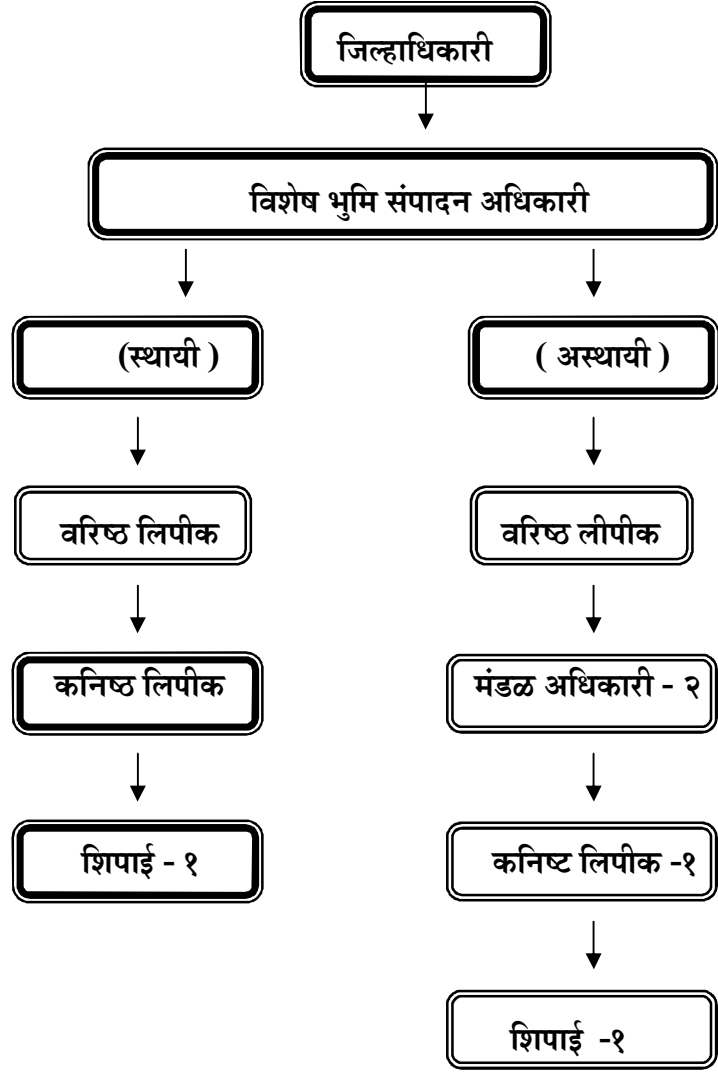 जिल्हाधिकारी
विशेष भुमि संपादन अधिकारी
(स्थायी )
( अस्थायी )
वरिष्ठ लिपीक
वरिष्ठ लीपीक
कनिष्ठ लिपीक
मंडळ अधिकारी - २
शिपाई - १
कनिष्ट लिपीक -१
शिपाई -१